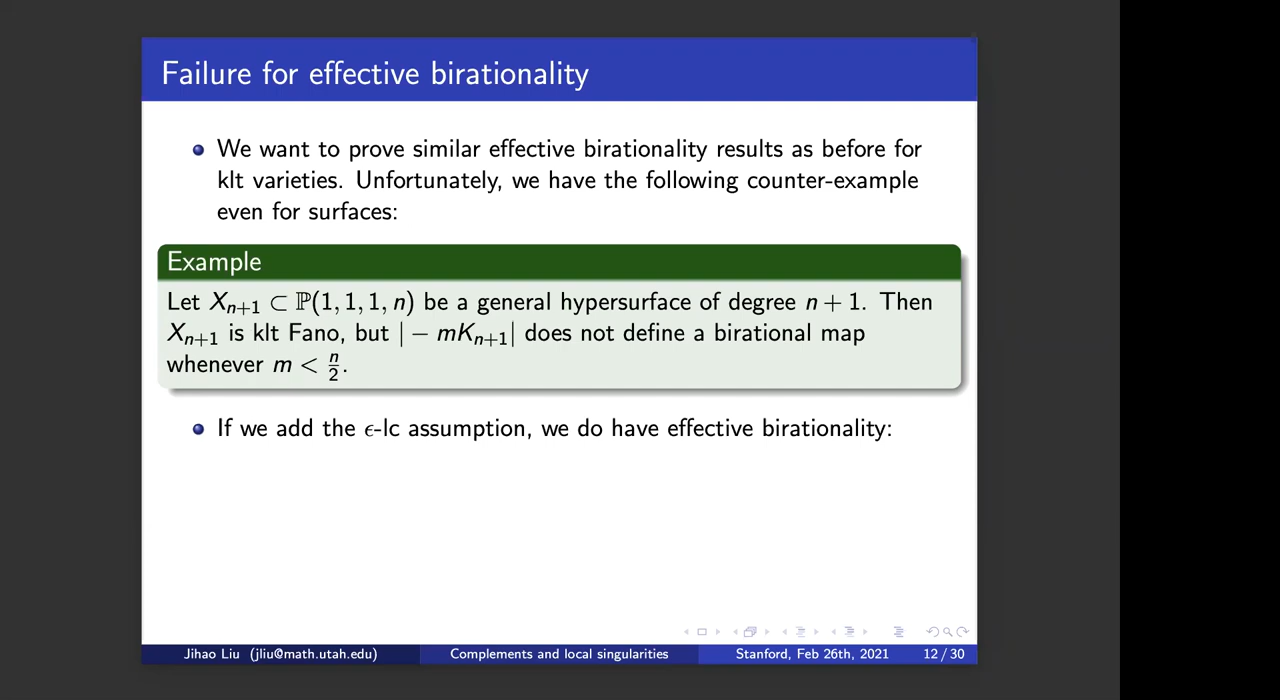 Failure for effective birationality
We want to prove similar effective birationality results as before for
klt varieties. Unfortunately, we have the following counter-example
even for surfaces:
Example
Let Xₙ₊₁ ⊂ ℙ(1, 1, 1, n) be a general hypersurface of degree n + 1. Then
Xₙ₊₁ is klt Fano, but | − mKₙ₊₁| does not define a birational map
whenever m < n/2.
If we add the ϵ-lc assumption, we do have effective birationality:
Jihao Liu (jliu@math.utah.edu) Complements and local singularities Stanford, Feb 26th, 2021 12 / 30